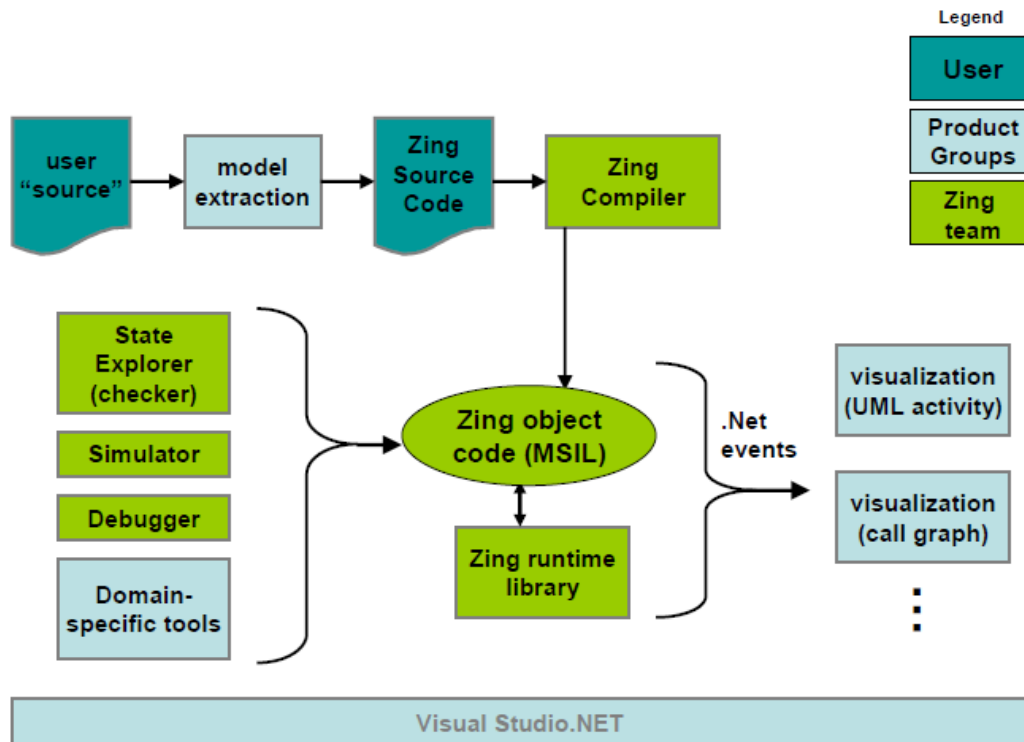 Legend
User
Product
Groups
Zing
team
user
“source”
model
extraction
Zing
Source
Code
Zing
Compiler
State
Explorer
(checker)
Simulator
Debugger
Domain-
specific tools
Zing object
code (MSIL)
Zing runtime
library
.Net
events
visualization
(UML activity)
visualization
(call graph)
Visual Studio.NET